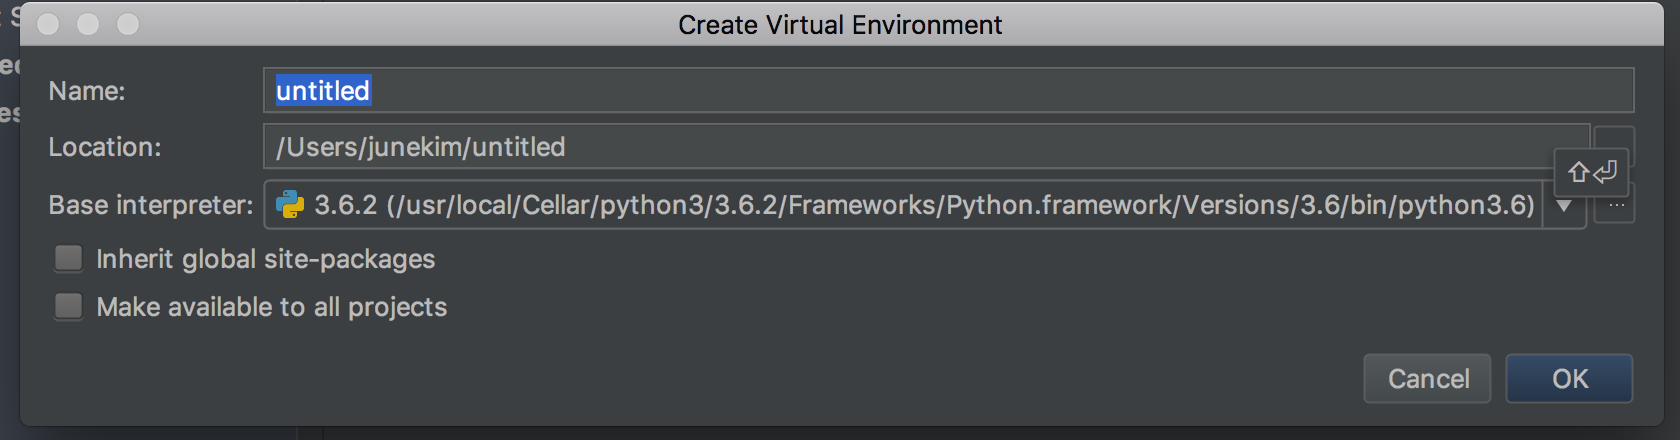 Create Virtual Environment
Name: untitled
Location: /Users/junekim/untitled
Base interpreter: 3.6.2 (/usr/local/Cellar/python3/3.6.2/Frameworks/Python.framework/Versions/3.6/bin/python3.6) ...
Inherit global site-packages
Make available to all projects
Cancel OK